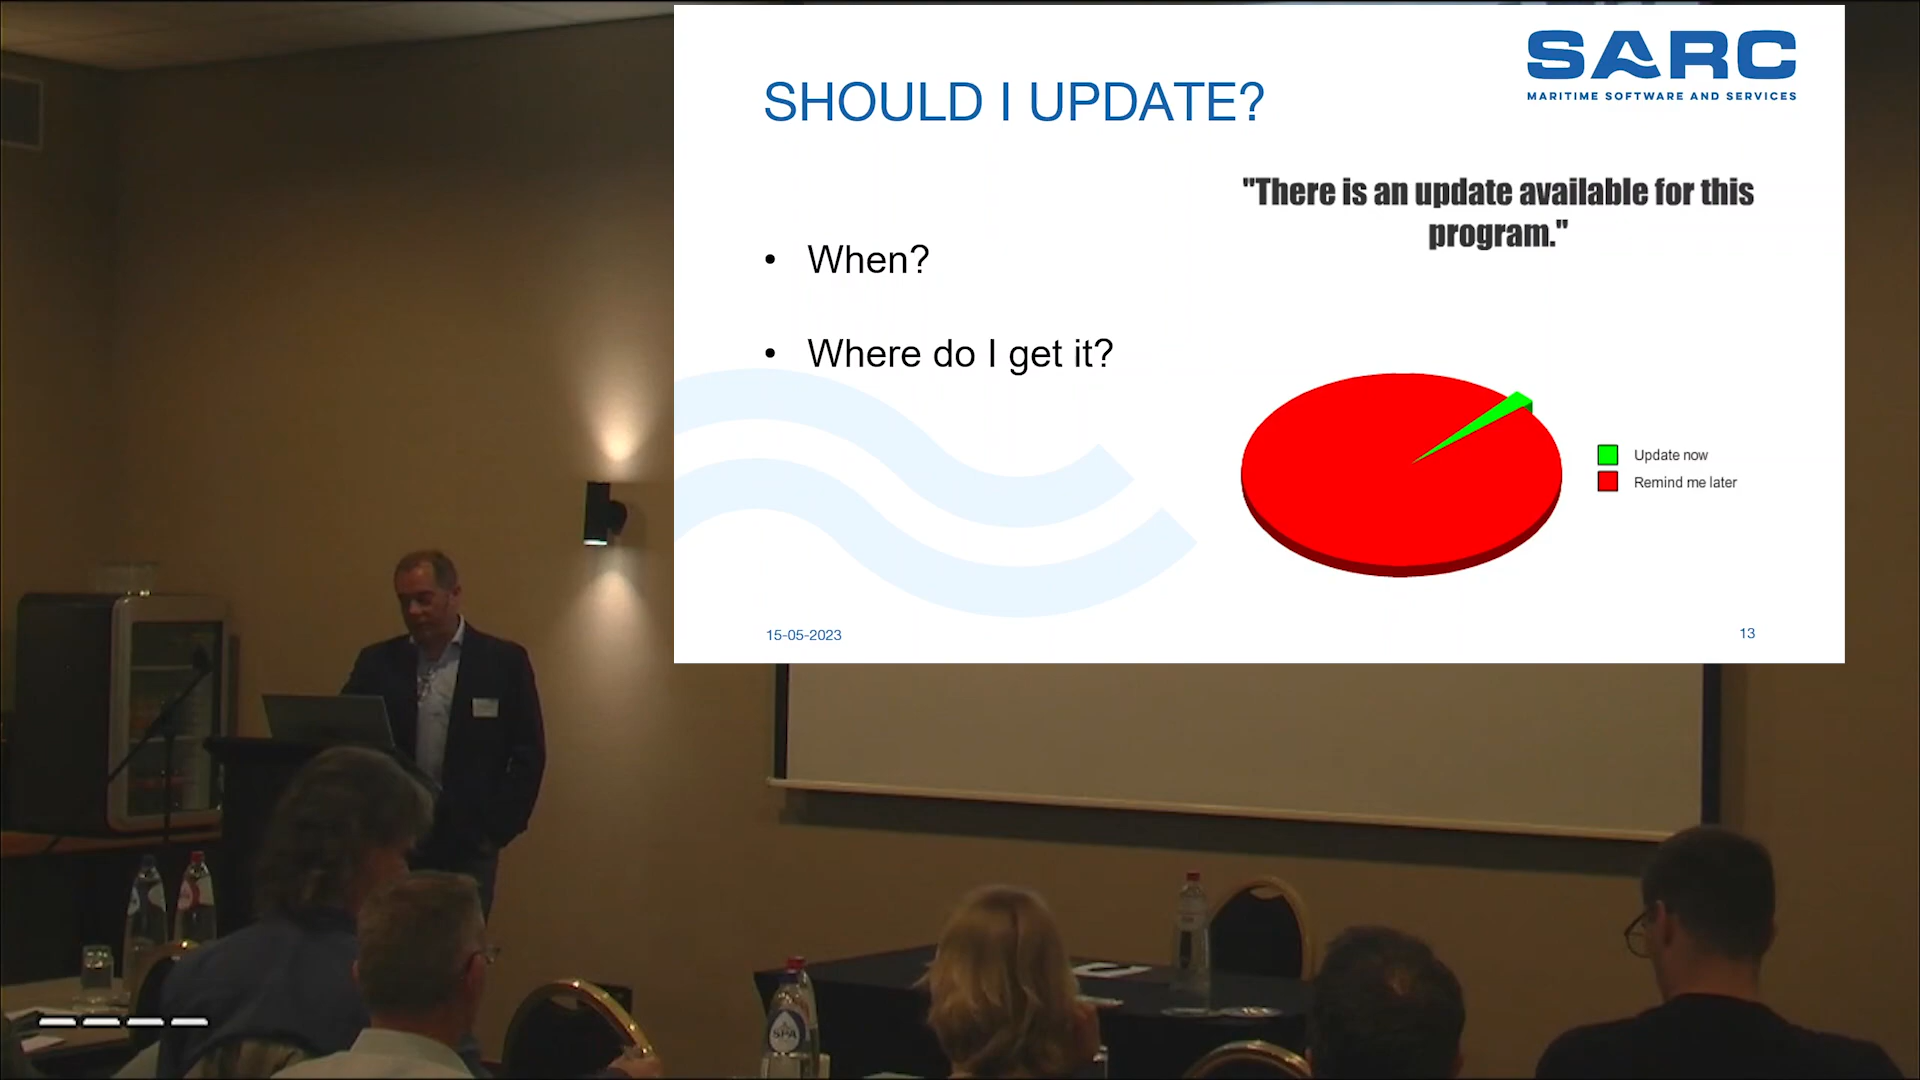 SARC
MARITIME SOFTWARE AND SERVICES
SHOULD I UPDATE?
"There is an update available for this
program."
• When?
• Where do I get it?
Update now
Remind me later
15-05-2023
13
SPA